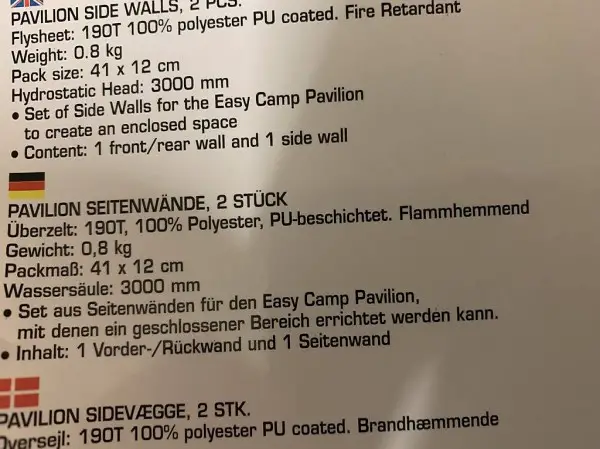 PAVILION SIDE WALLS, 2 PCS.
Flysheet: 190T 100% polyester PU coated. Fire Retardant
Weight: 0.8 kg
Pack size: 41 x 12 cm
Hydrostatic Head: 3000 mm
• Set of Side Walls for the Easy Camp Pavilion
to create an enclosed space
• Content: 1 front/rear wall and 1 side wall
PAVILION SEITENWÄNDE, 2 STÜCK
Überzelt: 190T, 100% Polyester, PU-beschichtet. Flammhemmend
Gewicht: 0,8 kg
Packmaß: 41 x 12 cm
Wassersäule: 3000 mm
• Set aus Seitenwänden für den Easy Camp Pavilion,
mit denen ein geschlossener Bereich errichtet werden kann.
• Inhalt: 1 Vorder-/Rückwand und 1 Seitenwand
PAVILION SIDEVÆGGE, 2 STK.
Oversejl: 190T 100% polyester PU coated. Brandhæmmende